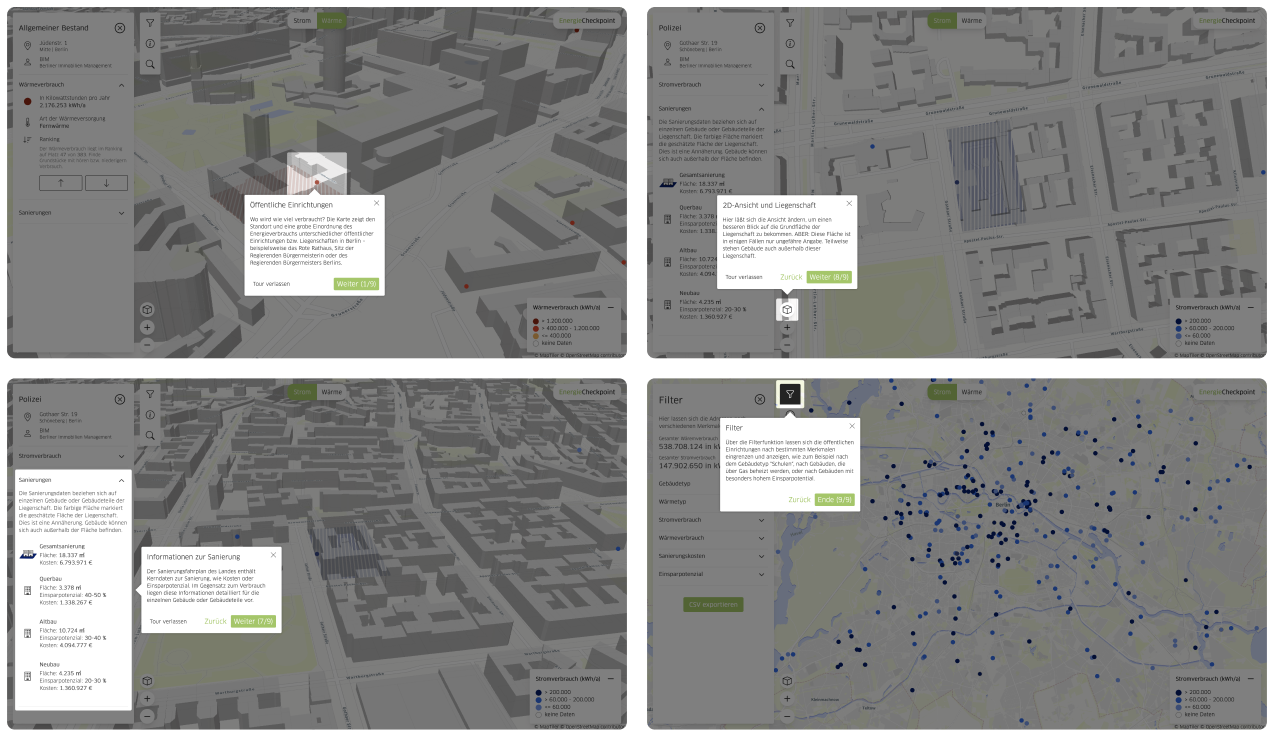 Allgemeiner Bestand
Jüdenstr. 1
Mitte | Berlin
BIM
Berliner Immobilien Management
Wärmeverbrauch
in Kilowattstunden pro Jahr
2.176.253 kWh/a
Art der Wärmeversorgung
Fernwärme
Ranking
Sanierungen
Strom
Wärme
EnergieCheckpoint
Öffentliche Einrichtungen
Wo wird wie viel verbraucht? Die Karte zeigt den
Standort und eine grobe Einordnung des
Energieverbrauchs unterschiedlicher öffentlicher
Einrichtungen bzw. Liegenschaften in Berlin -
beispielsweise das Rote Rathaus, Sitz der
Regierenden Bürgermeisterin oder des
Regierenden Bürgermeisters Berlins.
Tour verlassen
Weiter (1/9)
Wärmeverbrauch (kWh/a)
> 1.200.000
> 400.000 - 1.200.000
<= 400.000
keine Daten
© MapTiler © OpenStreetMap contributors
Polizei
Gothaer Str. 19
Schöneberg | Berlin
BIM
Berliner Immobilien Management
Stromverbrauch
Sanierungen
Die Sanierungsdaten beziehen sich auf
einzelnen Gebäude oder Gebäudeteile der
Liegenschaft. Die farbige Fläche markiert
die geschätzte Fläche der Liegenschaft.
Dies ist eine Annäherung. Gebäude können
sich auch außerhalb der Fläche befinden.
Gesamtsanierung
Fläche: 18.337 ㎡
Kosten: 6.793.971 €
Querbau
Fläche: 3.378
Einsparpotenzial
Kosten: 1.338
Altbau
Fläche: 10.724
Einsparpotenzial
Kosten: 4.094
Neubau
Fläche: 4.235 ㎡
Einsparpotenzial: 20-30 %
Kosten: 1.360.927 €
Strom
Wärme
EnergieCheckpoint
Grunewaldstraße
Grunewaldstraße
Grunewaldstraße
2D-Ansicht und Liegenschaft
Hier läßt sich die Ansicht ändern, um einen
besseren Blick auf die Grundfläche der
Liegenschaft zu bekommen. ABER: Diese Fläche ist
in einigen Fällen nur ungefähre Angabe. Teilweise
stehen Gebäude auch außerhalb dieser
Liegenschaft.
Tour verlassen
Zurück
Weiter (8/9)
Stromverbrauch (kWh/a)
> 200.000
> 60.000 - 200.000
<= 60.000
keine Daten
Polizei
Gothaer Str. 19
Schöneberg | Berlin
BIM
Berliner Immobilien Management
Stromverbrauch
Sanierungen
Die Sanierungsdaten beziehen sich auf
einzelnen Gebäude oder Gebäudeteile der
Liegenschaft. Die farbige Fläche markiert
die geschätzte Fläche der Liegenschaft.
Dies ist eine Annäherung. Gebäude können
sich auch außerhalb der Fläche befinden.
Gesamtsanierung
Fläche: 18.337 ㎡
Kosten: 6.793.971 €
Querbau
Fläche: 3.378 ㎡
Einsparpotenzial: 40-50 %
Kosten: 1.338.267 €
Altbau
Fläche: 10.724 ㎡
Einsparpotenzial: 30-40 %
Kosten: 4.094.777 €
Neubau
Fläche: 4.235 ㎡
Einsparpotenzial: 20-30 %
Kosten: 1.360.927 €
Strom
Wärme
EnergieCheckpoint
Informationen zur Sanierung
Der Sanierungsfahrplan des Landes enthält
Kerndaten zur Sanierung, wie Kosten oder
Einsparpotenzial. Im Gegensatz zum Verbrauch
liegen diese Informationen detailliert für die
einzelnen Gebäude oder Gebäudeteile vor.
Tour verlassen
Zurück
Weiter (7/9)
Wartburgstraße
Stromverbrauch (kWh/a)
> 200.000
> 60.000 - 200.000
<= 60.000
keine Daten
Filter
Hier lassen sich die
verschiedenen
Gesamter Wärmeverbrauch
538.708.124 in
Gesamter Stromverbrauch
147.902.650 in
Gebäudetyp
Wärmetyp
Stromverbrauch
Wärmeverbrauch
Sanierungskosten
Einsparpotenzial
CSV exportieren
Strom
Wärme
EnergieCheckpoint
Filter
Über die Filterfunktion lassen sich die öffentlichen
Einrichtungen nach bestimmten Merkmalen
eingrenzen und anzeigen, wie zum Beispiel nach
dem Gebäudetyp "Schulen", nach Gebäuden, die
über Gas beheizt werden, oder nach Gebäuden mit
besonders hohem Einsparpotential.
Zurück
Ende (9/9)
Berlin
Stromverbrauch (kWh/a)
> 200.000
> 60.000 - 200.000
<= 60.000
keine Daten